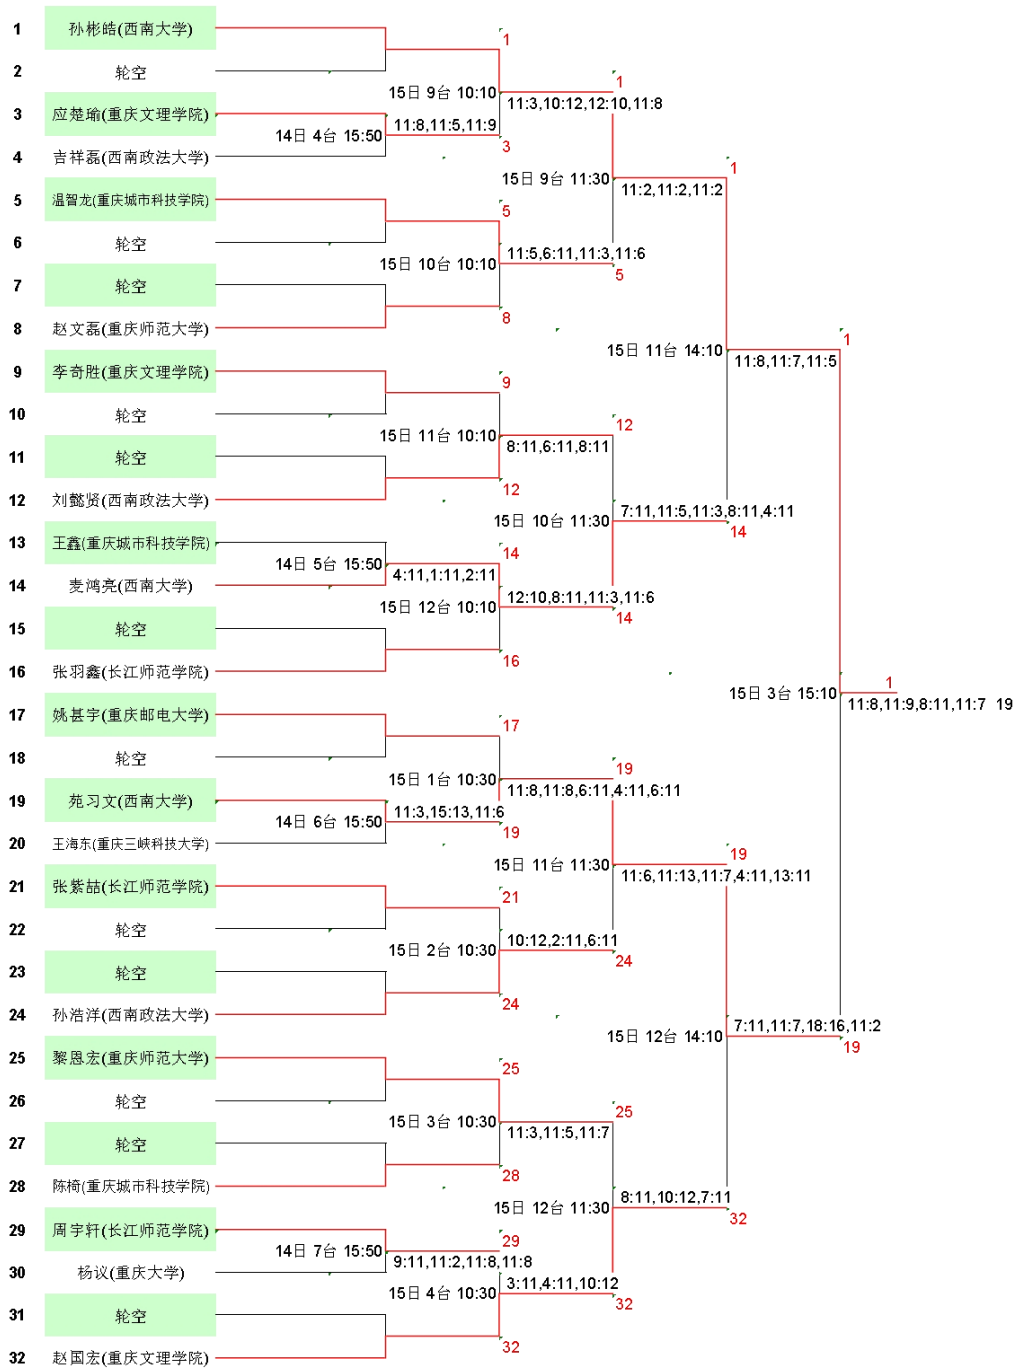 1 孙彬皓(西南大学)
1
2 轮空
1
15日 9台 10:10
11:3,10:12,12:10,11:8
3 应楚瑜(重庆文理学院)
11:8,11:5,11:9
14日 4台 15:50
3
4 吉祥磊(西南政法大学)
1
15日 9台 11:30
11:2,11:2,11:2
5 温智龙(重庆城市科技学院)
5
6 轮空
11:5,6:11,11:3,11:6
15日 10台 10:10
5
7 轮空
8
8 赵文磊(重庆师范大学)
1
15日 11台 14:10
11:8,11:7,11:5
9 李奇胜(重庆文理学院)
9
10 轮空
12
15日 11台 10:10
8:11,6:11,8:11
11 轮空
12
12 刘懿贤(西南政法大学)
7:11,11:5,11:3,8:11,4:11
15日 10台 11:30
14
13 王鑫(重庆城市科技学院)
14
14日 5台 15:50
4:11,1:11,2:11
14 麦鸿亮(西南大学)
12:10,8:11,11:3,11:6
15日 12台 10:10
14
15 轮空
16
16 张羽鑫(长江师范学院)
1
15日 3台 15:10
11:8,11:9,8:11,11:7 19
17 姚甚宇(重庆邮电大学)
17
18 轮空
19
15日 1台 10:30
11:8,11:8,6:11,4:11,6:11
19 苑习文(西南大学)
11:3,15:13,11:6
14日 6台 15:50
19
20 王海东(重庆三峡科技大学)
19
15日 11台 11:30
11:6,11:13,11:7,4:11,13:11
21 张紫喆(长江师范学院)
21
22 轮空
10:12,2:11,6:11
15日 2台 10:30
24
23 轮空
24
24 孙浩洋(西南政法大学)
7:11,11:7,18:16,11:2
15日 12台 14:10
19
25 黎恩宏(重庆师范大学)
25
26 轮空
25
15日 3台 10:30
11:3,11:5,11:7
27 轮空
28
28 陈椅(重庆城市科技学院)
8:11,10:12,7:11
15日 12台 11:30
32
29 周宇轩(长江师范学院)
29
14日 7台 15:50
9:11,11:2,11:8,11:8
30 杨议(重庆大学)
3:11,4:11,10:12
15日 4台 10:30
32
31 轮空
32
32 赵国宏(重庆文理学院)